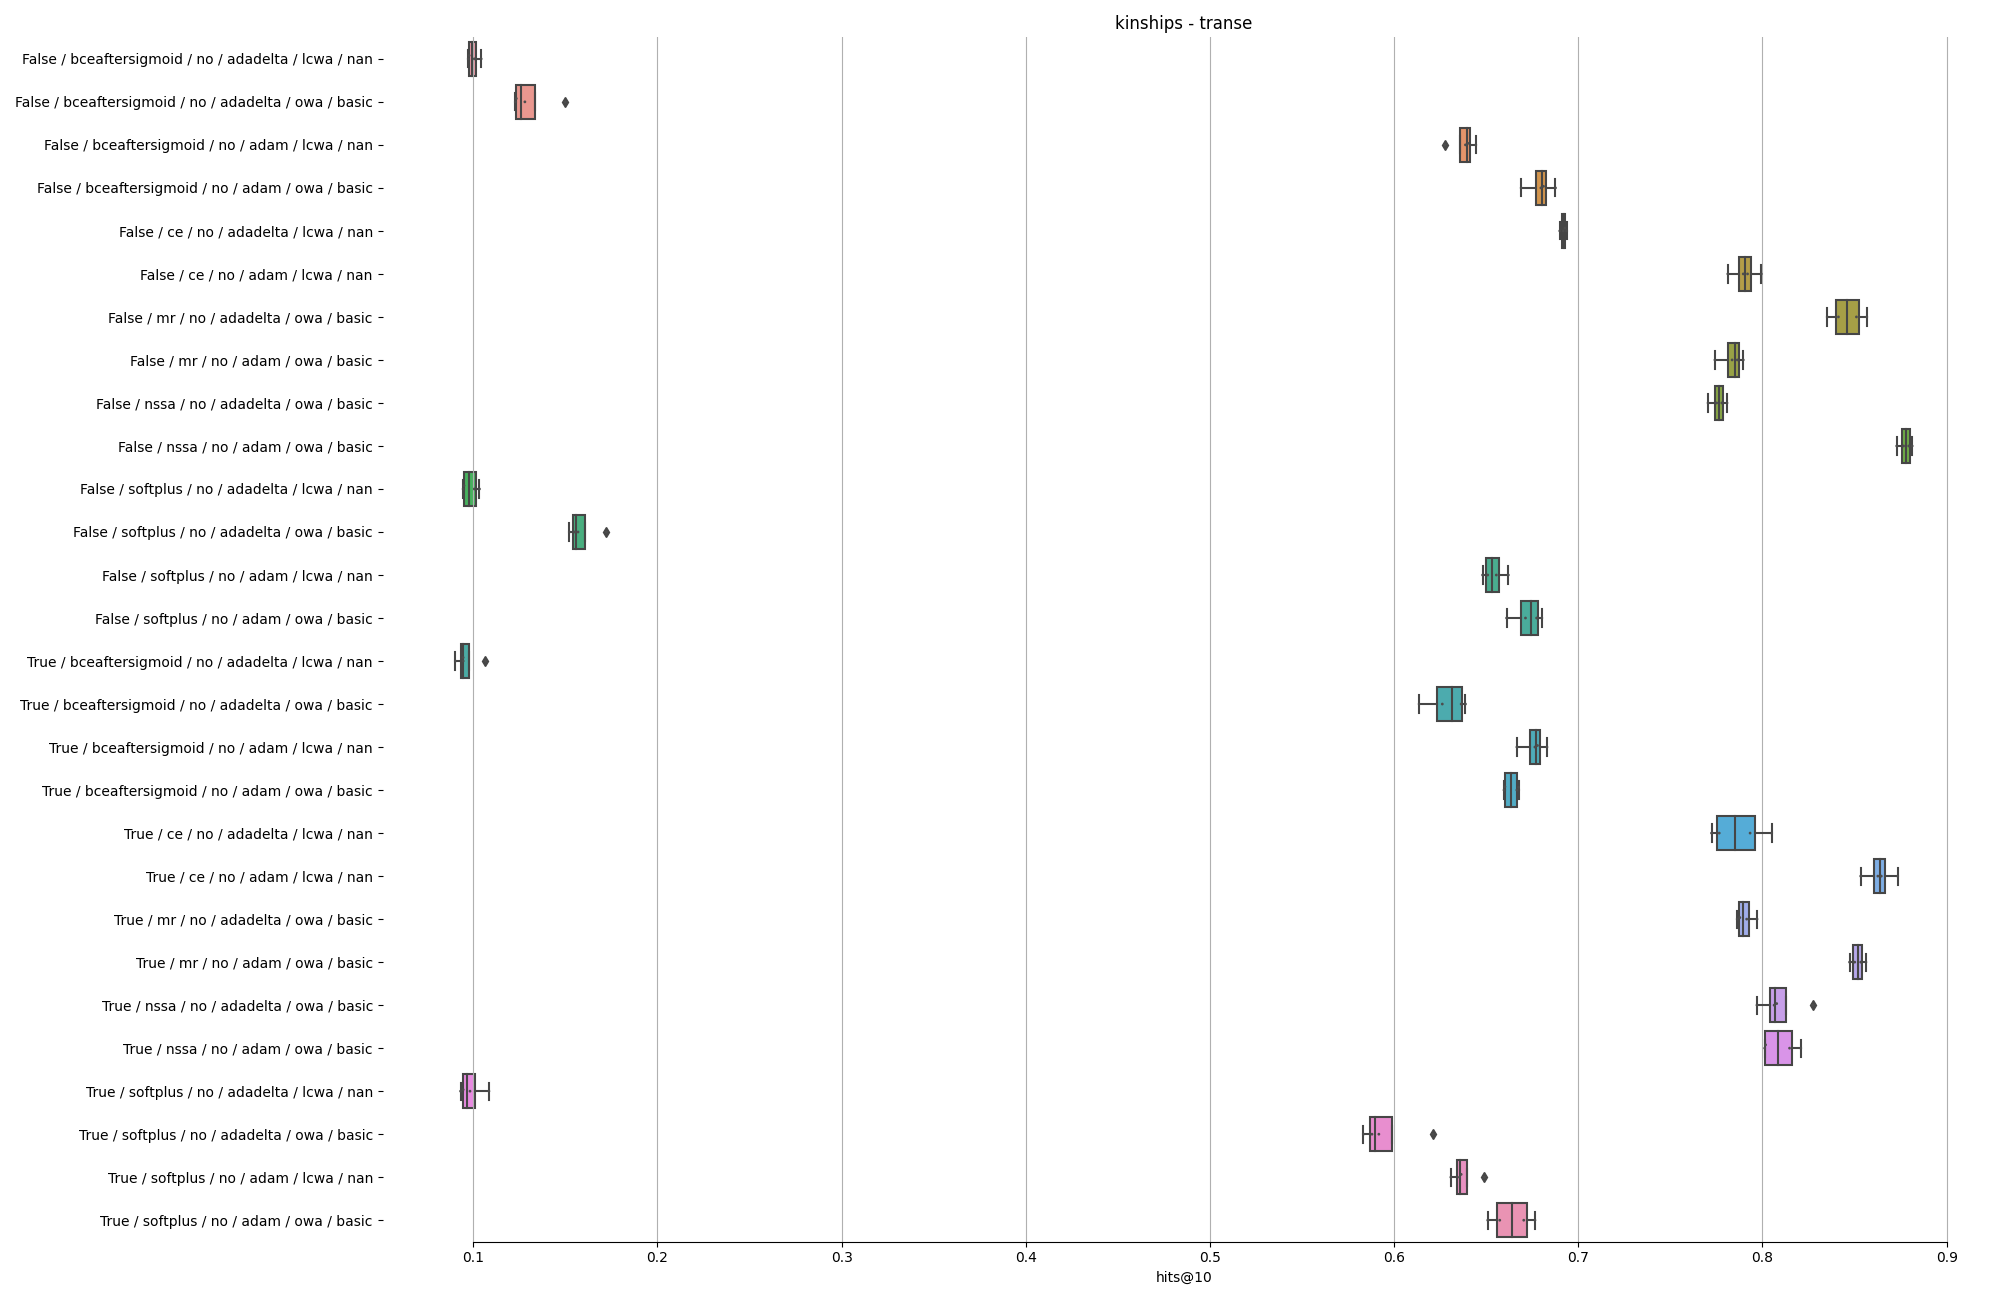 kinships - transe
False / bceaftersigmoid / no / adadelta / lcwa / nan
False / bceaftersigmoid / no / adadelta / owa / basic
False / bceaftersigmoid / no / adam / lcwa / nan
False / bceaftersigmoid / no / adam / owa / basic
False / ce / no / adadelta / lcwa / nan
False / ce / no / adam / lcwa / nan
False / mr / no / adadelta / owa / basic
False / mr / no / adam / owa / basic
False / nssa / no / adadelta / owa / basic
False / nssa / no / adam / owa / basic
False / softplus / no / adadelta / lcwa / nan
False / softplus / no / adadelta / owa / basic
False / softplus / no / adam / lcwa / nan
False / softplus / no / adam / owa / basic
True / bceaftersigmoid / no / adadelta / lcwa / nan
True / bceaftersigmoid / no / adadelta / owa / basic
True / bceaftersigmoid / no / adam / lcwa / nan
True / bceaftersigmoid / no / adam / owa / basic
True / ce / no / adadelta / lcwa / nan
True / ce / no / adam / lcwa / nan
True / mr / no / adadelta / owa / basic
True / mr / no / adam / owa / basic
True / nssa / no / adadelta / owa / basic
True / nssa / no / adam / owa / basic
True / softplus / no / adadelta / lcwa / nan
True / softplus / no / adadelta / owa / basic
True / softplus / no / adam / lcwa / nan
True / softplus / no / adam / owa / basic
0.1 0.2 0.3 0.4 0.5 0.6 0.7 0.8 0.9
hits@10